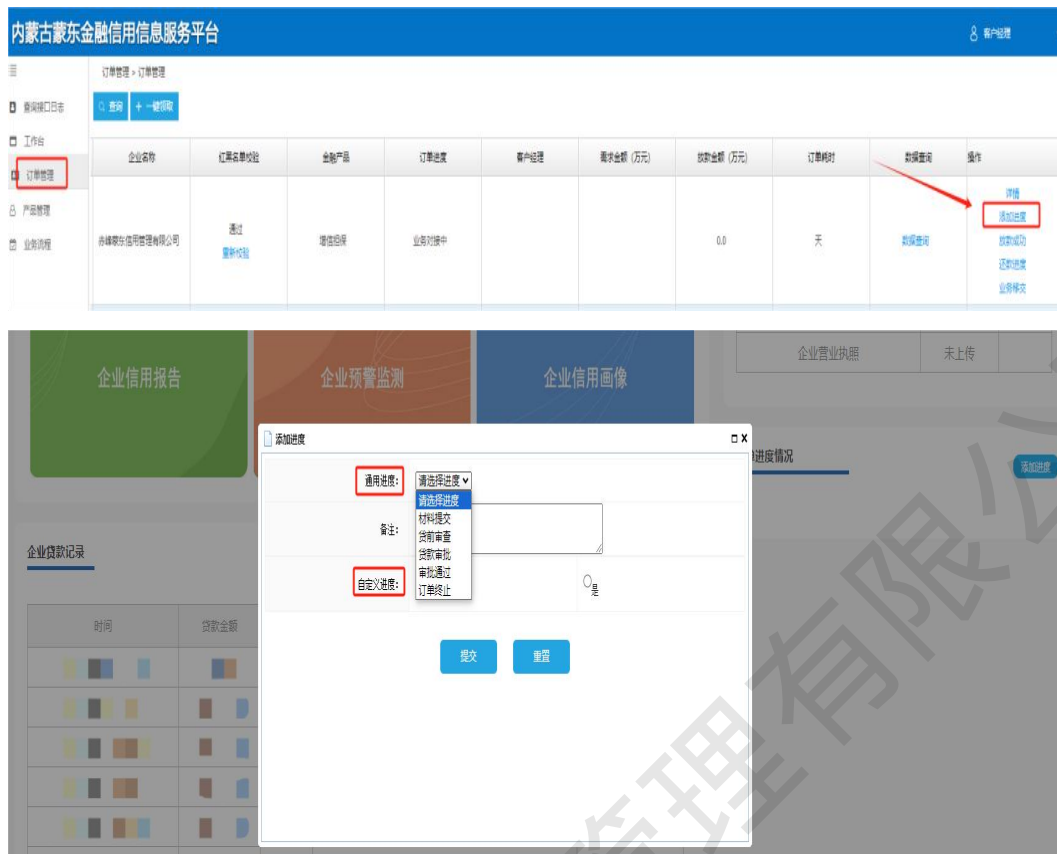 内蒙古蒙东金融信用信息服务平台
客户经理
订单管理 > 订单管理
查询接口日志
查询 + 一键领取
工作台
企业名称 红黑名单校验 金融产品 订单进度 客户经理 需求金额 (万元) 放款金额 (万元) 订单耗时 数据查询 操作
订单管理
详情
产品管理
添加进度
通过
赤峰蒙东信用管理有限公司 增信担保 业务对接中 0.0 天 数据查询 放款成功
业务流程
重新校验
还款进度
业务移交
企业营业执照 未上传
企业信用报告 企业预警监测 企业信用画像
添加进度
进度情况
添加进度
通用进度: 请选择进度
请选择进度
材料提交
备注:
贷前审查
贷款审批
企业贷款记录
审批通过
自定义进度: 是
订单终止
时间 贷款金额
提交 重置
管理有限公